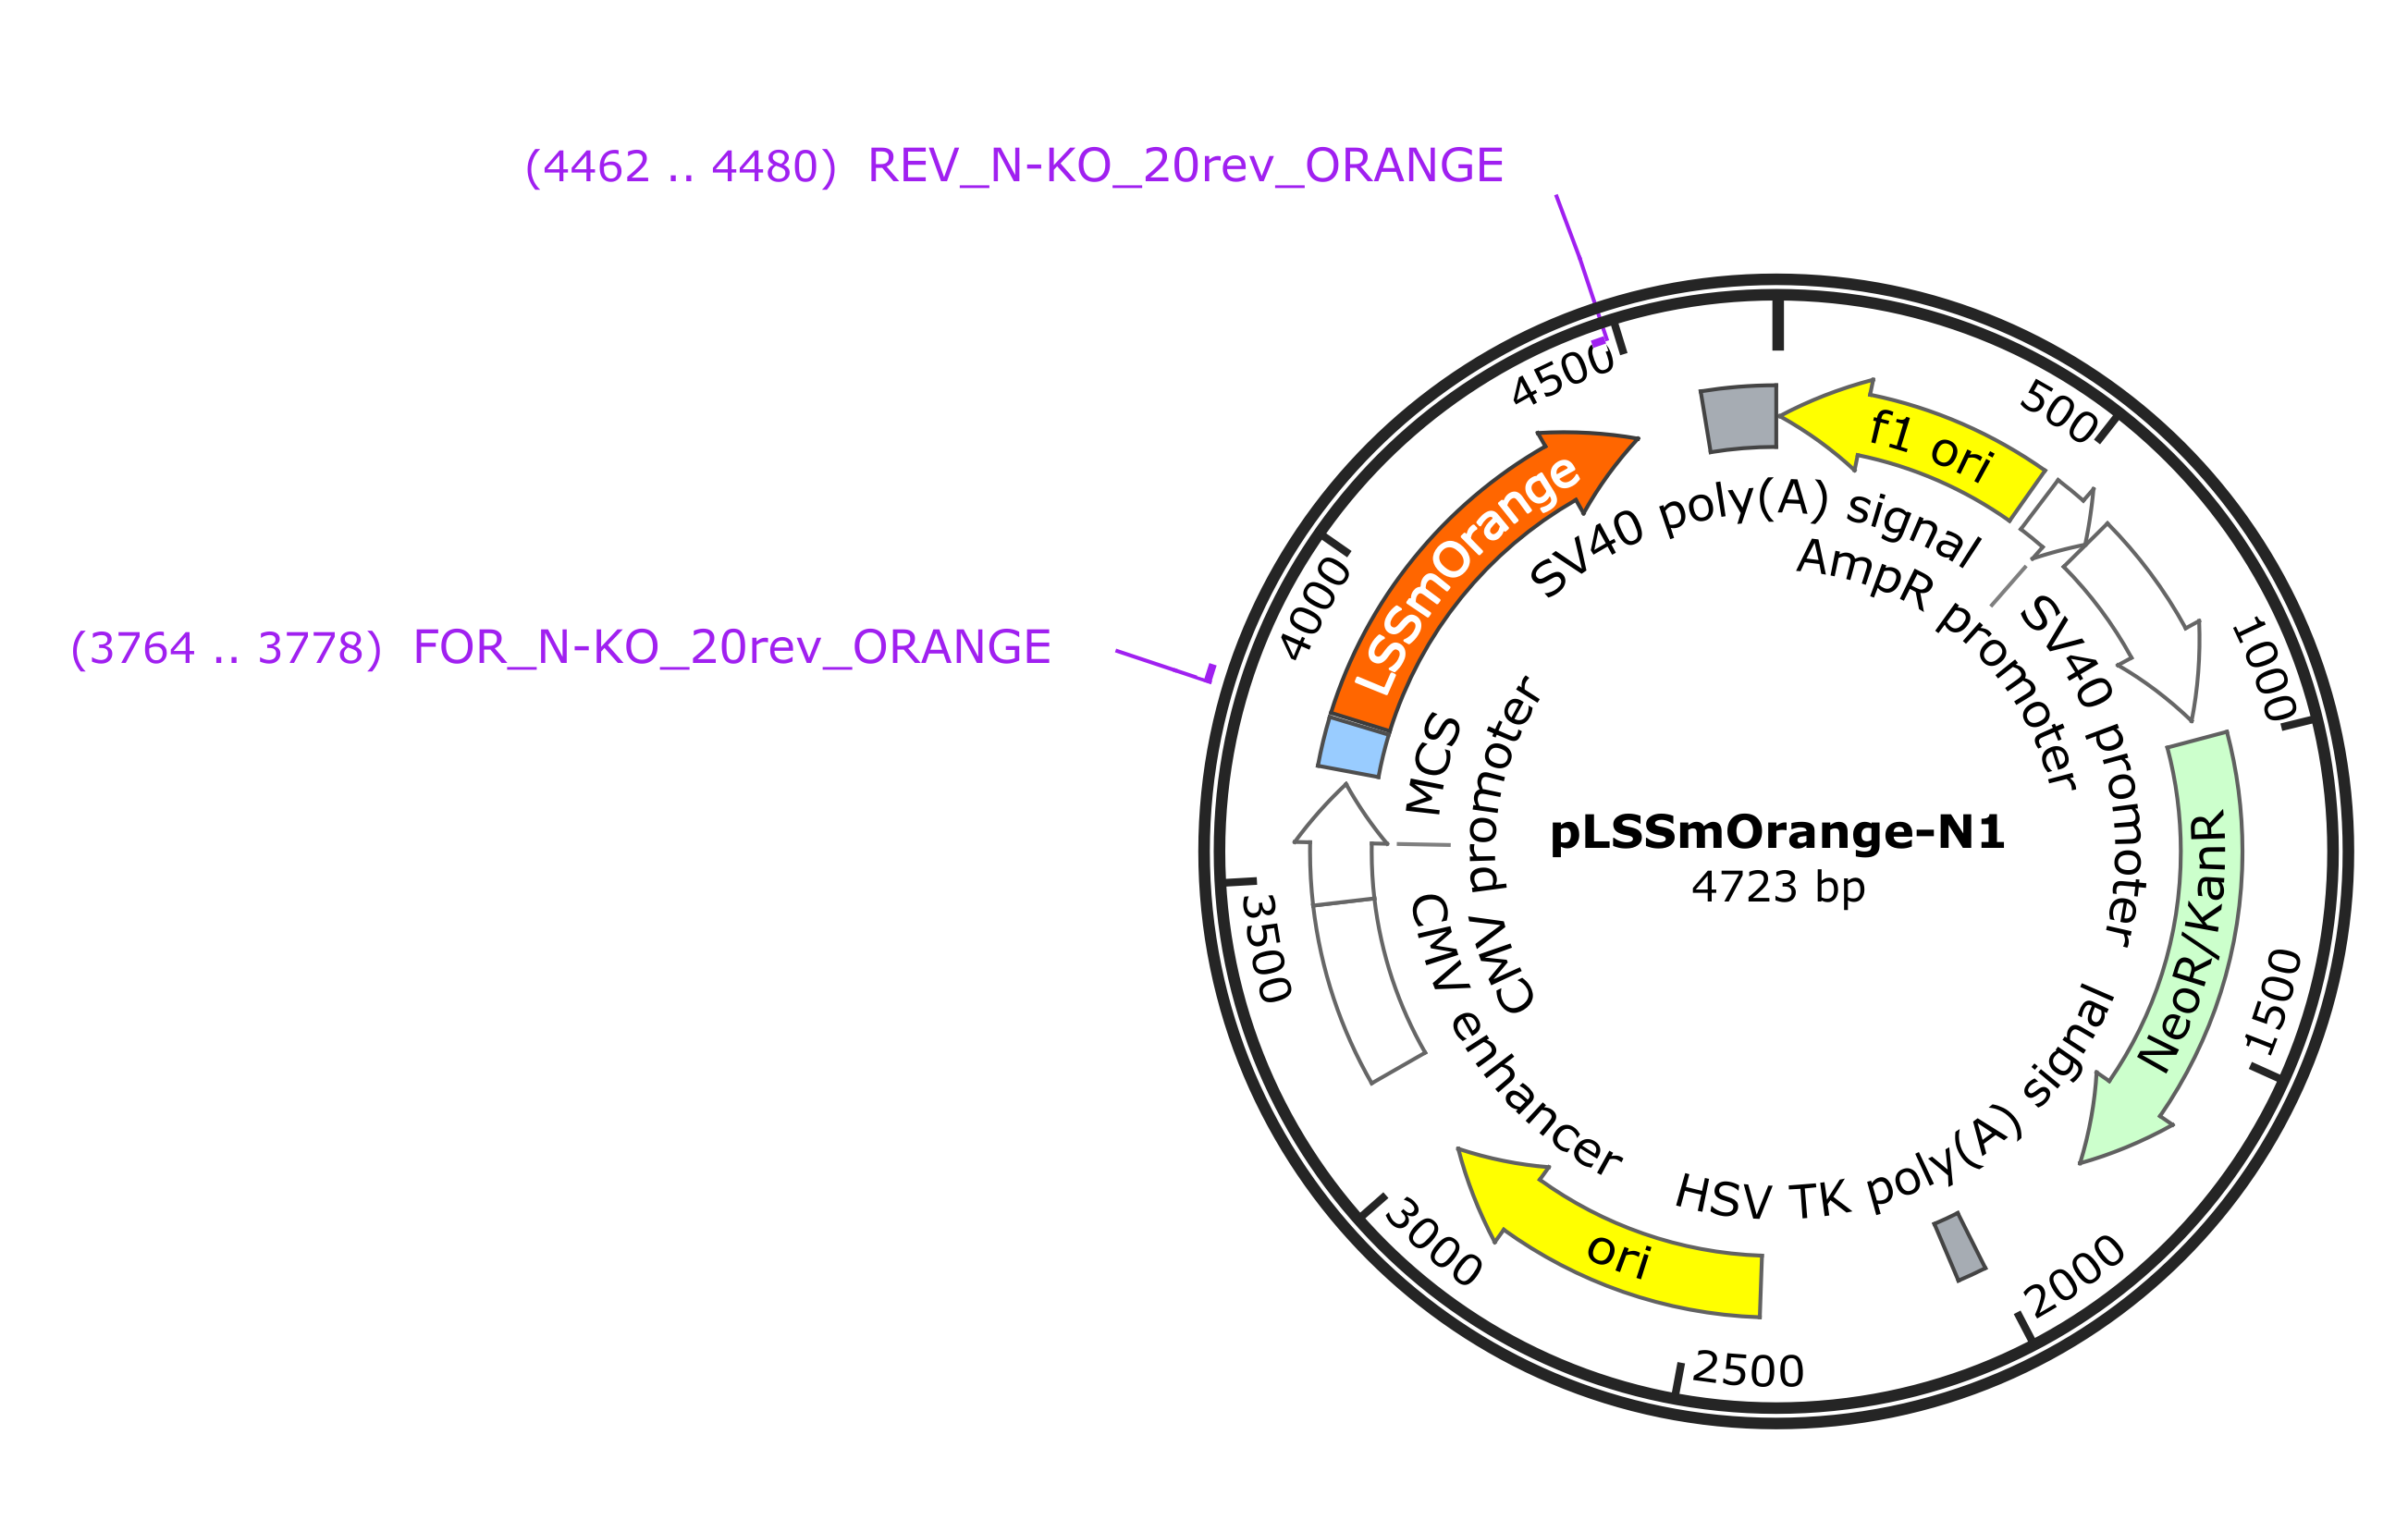 (4462 .. 4480) REV_N-KO_20rev_ORANGE
4500
500
f1 ori
LSSmOrange
SV40 poly(A) signal
AmpR promoter
SV40 promoter
4000
1000
(3764 .. 3778) FOR_N-KO_20rev_ORANGE
MCS
CMV promoter
pLSSmOrange-N1
4723 bp
NeoR/KanR
3500
CMV enhancer
1500
HSV TK poly(A) signal
3000
ori
2000
2500